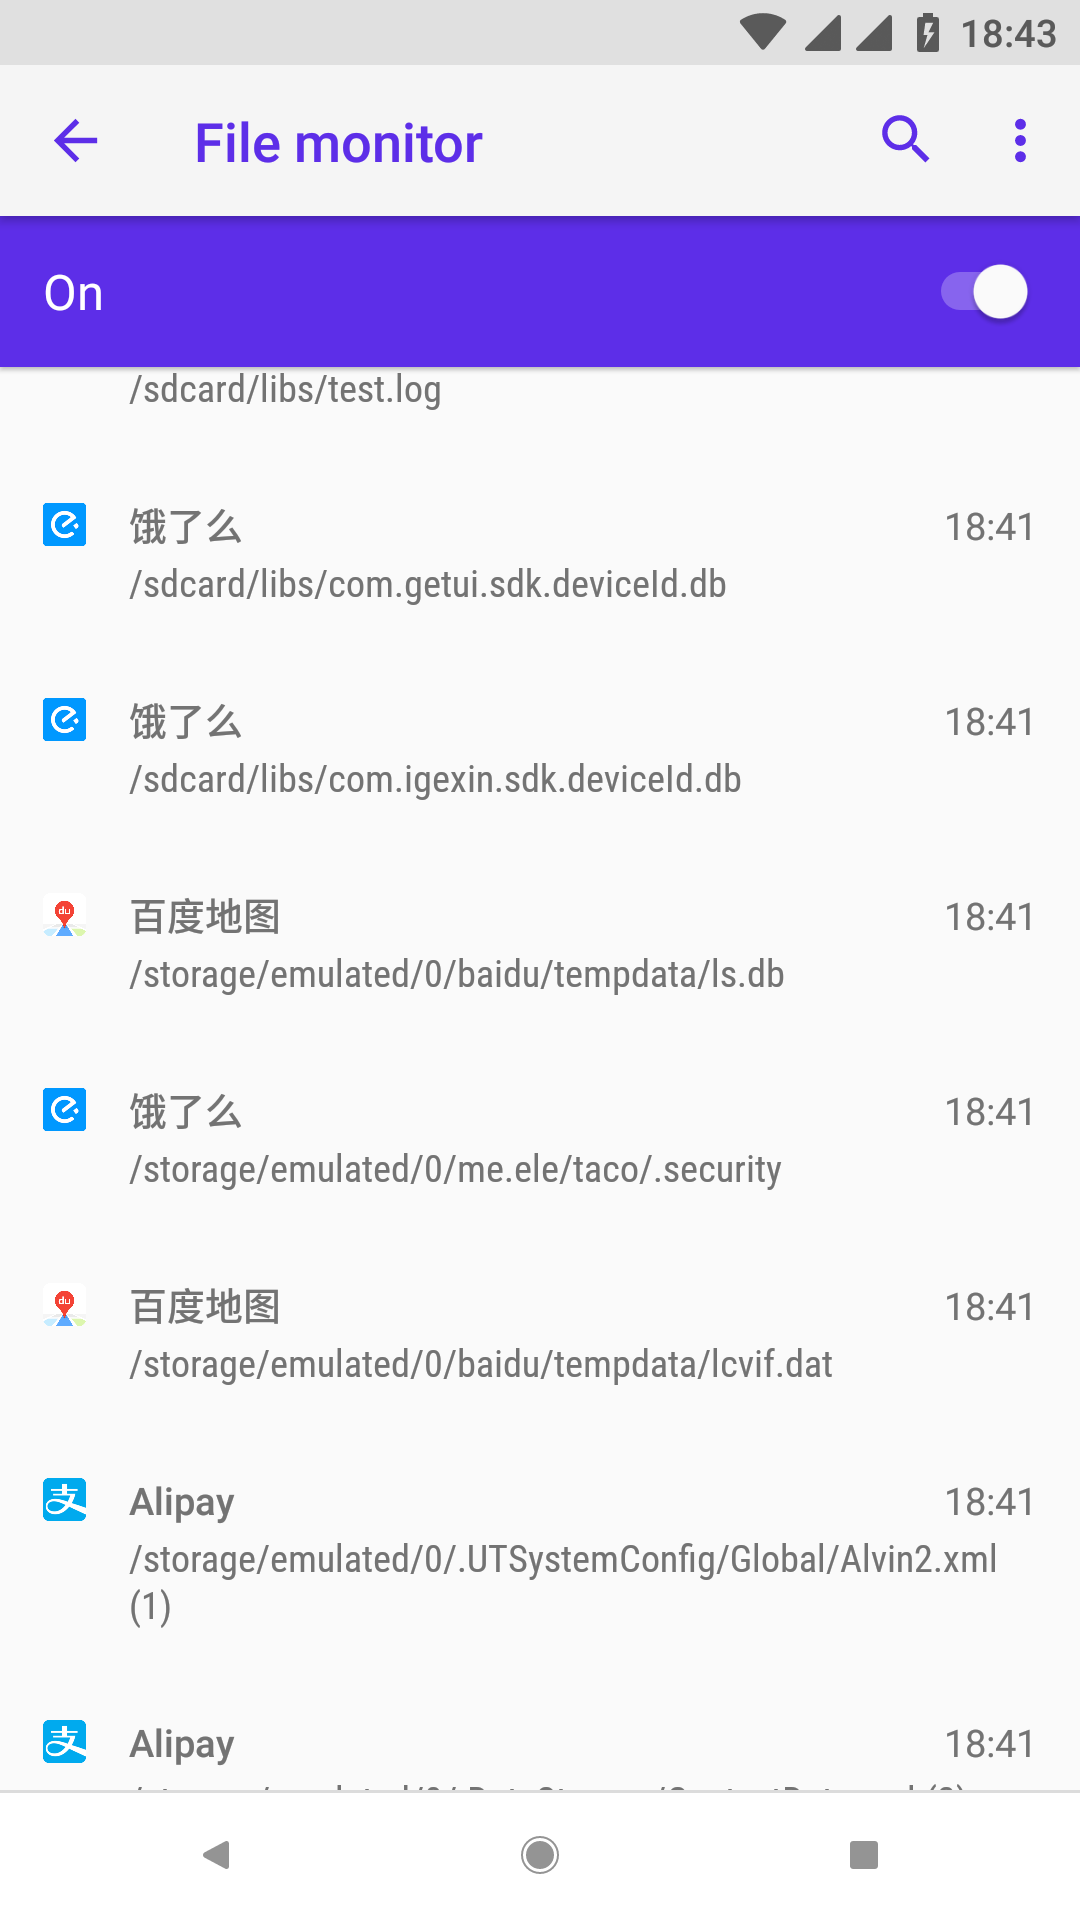 18:43
File monitor
On
/sdcard/libs/test.log
饿了么 18:41
/sdcard/libs/com.getui.sdk.deviceId.db
饿了么 18:41
/sdcard/libs/com.igexin.sdk.deviceId.db
百度地图 18:41
/storage/emulated/0/baidu/tempdata/ls.db
饿了么 18:41
/storage/emulated/0/me.ele/taco/.security
百度地图 18:41
/storage/emulated/0/baidu/tempdata/lcvif.dat
Alipay 18:41
/storage/emulated/0/.UTSystemConfig/Global/Alvin2.xml
(1)
Alipay 18:41